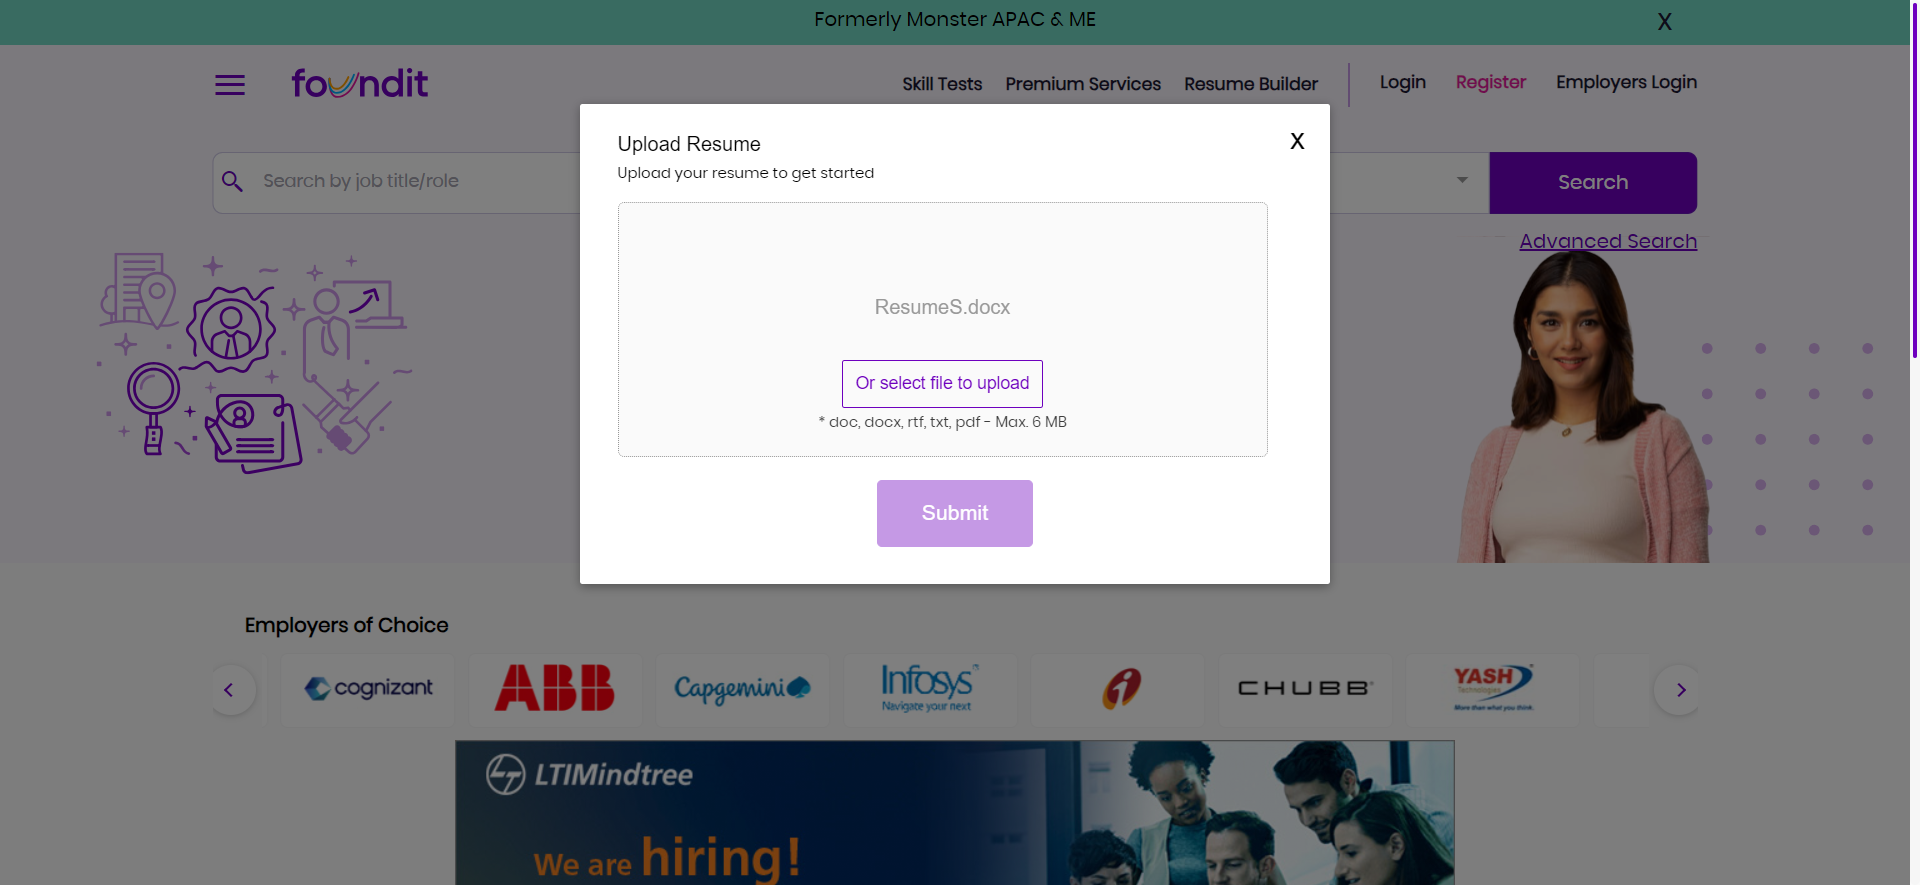 Formerly Monster APAC & ME
X
foundit
Skill Tests
Premium Services
Resume Builder
Login
Register
Employers Login
Upload Resume
X
Upload your resume to get started
Search by job title/role
Search
Advanced Search
ResumeS.docx
Or select file to upload
* doc, docx, rtf, txt, pdf - Max. 6 MB
Submit
Employers of Choice
cognizant
ABB
Capgemini
Infosys
Navigate your next
i
CHUBB
YASH
Technologies
More than what you think.
LTIMindtree
We are hiring!